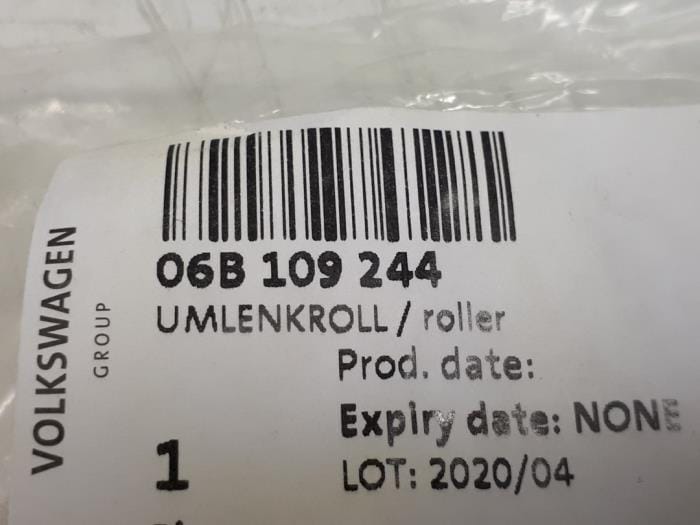 VOLKSWAGEN
GROUP
06B 109 244
UMLENKROLL / roller
Prod. date:
Expiry date: NONE
1
LOT: 2020/04